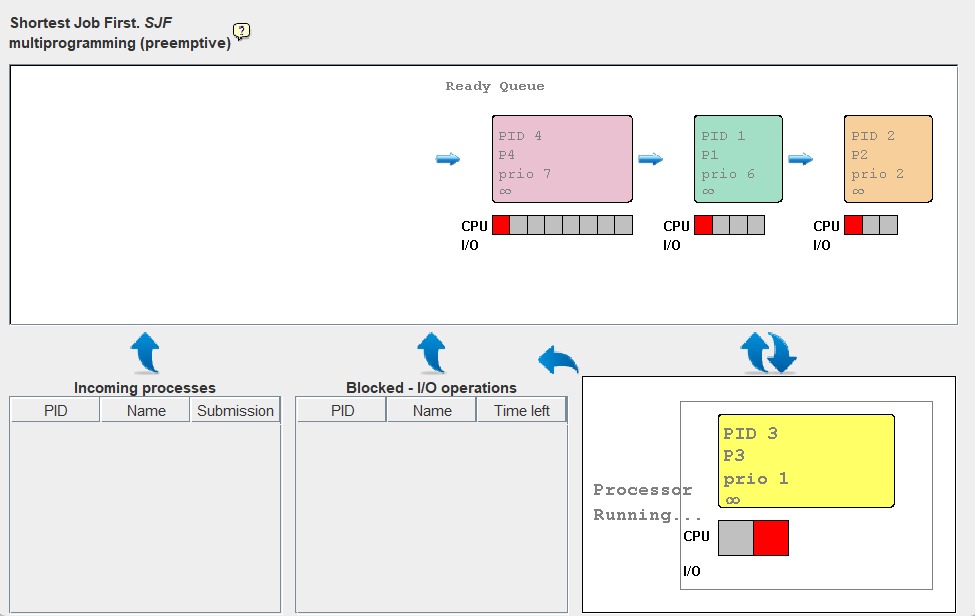 Shortest Job First. SJF
multiprogramming (preemptive)
?
Ready Queue
PID 4
P4
prio 7
∞
CPU
I/O
PID 1
P1
prio 6
∞
CPU
I/O
PID 2
P2
prio 2
∞
CPU
I/O
Incoming processes
PID Name Submission
Blocked - I/O operations
PID Name Time left
Processor
Running...
PID 3
P3
prio 1
∞
CPU
I/O